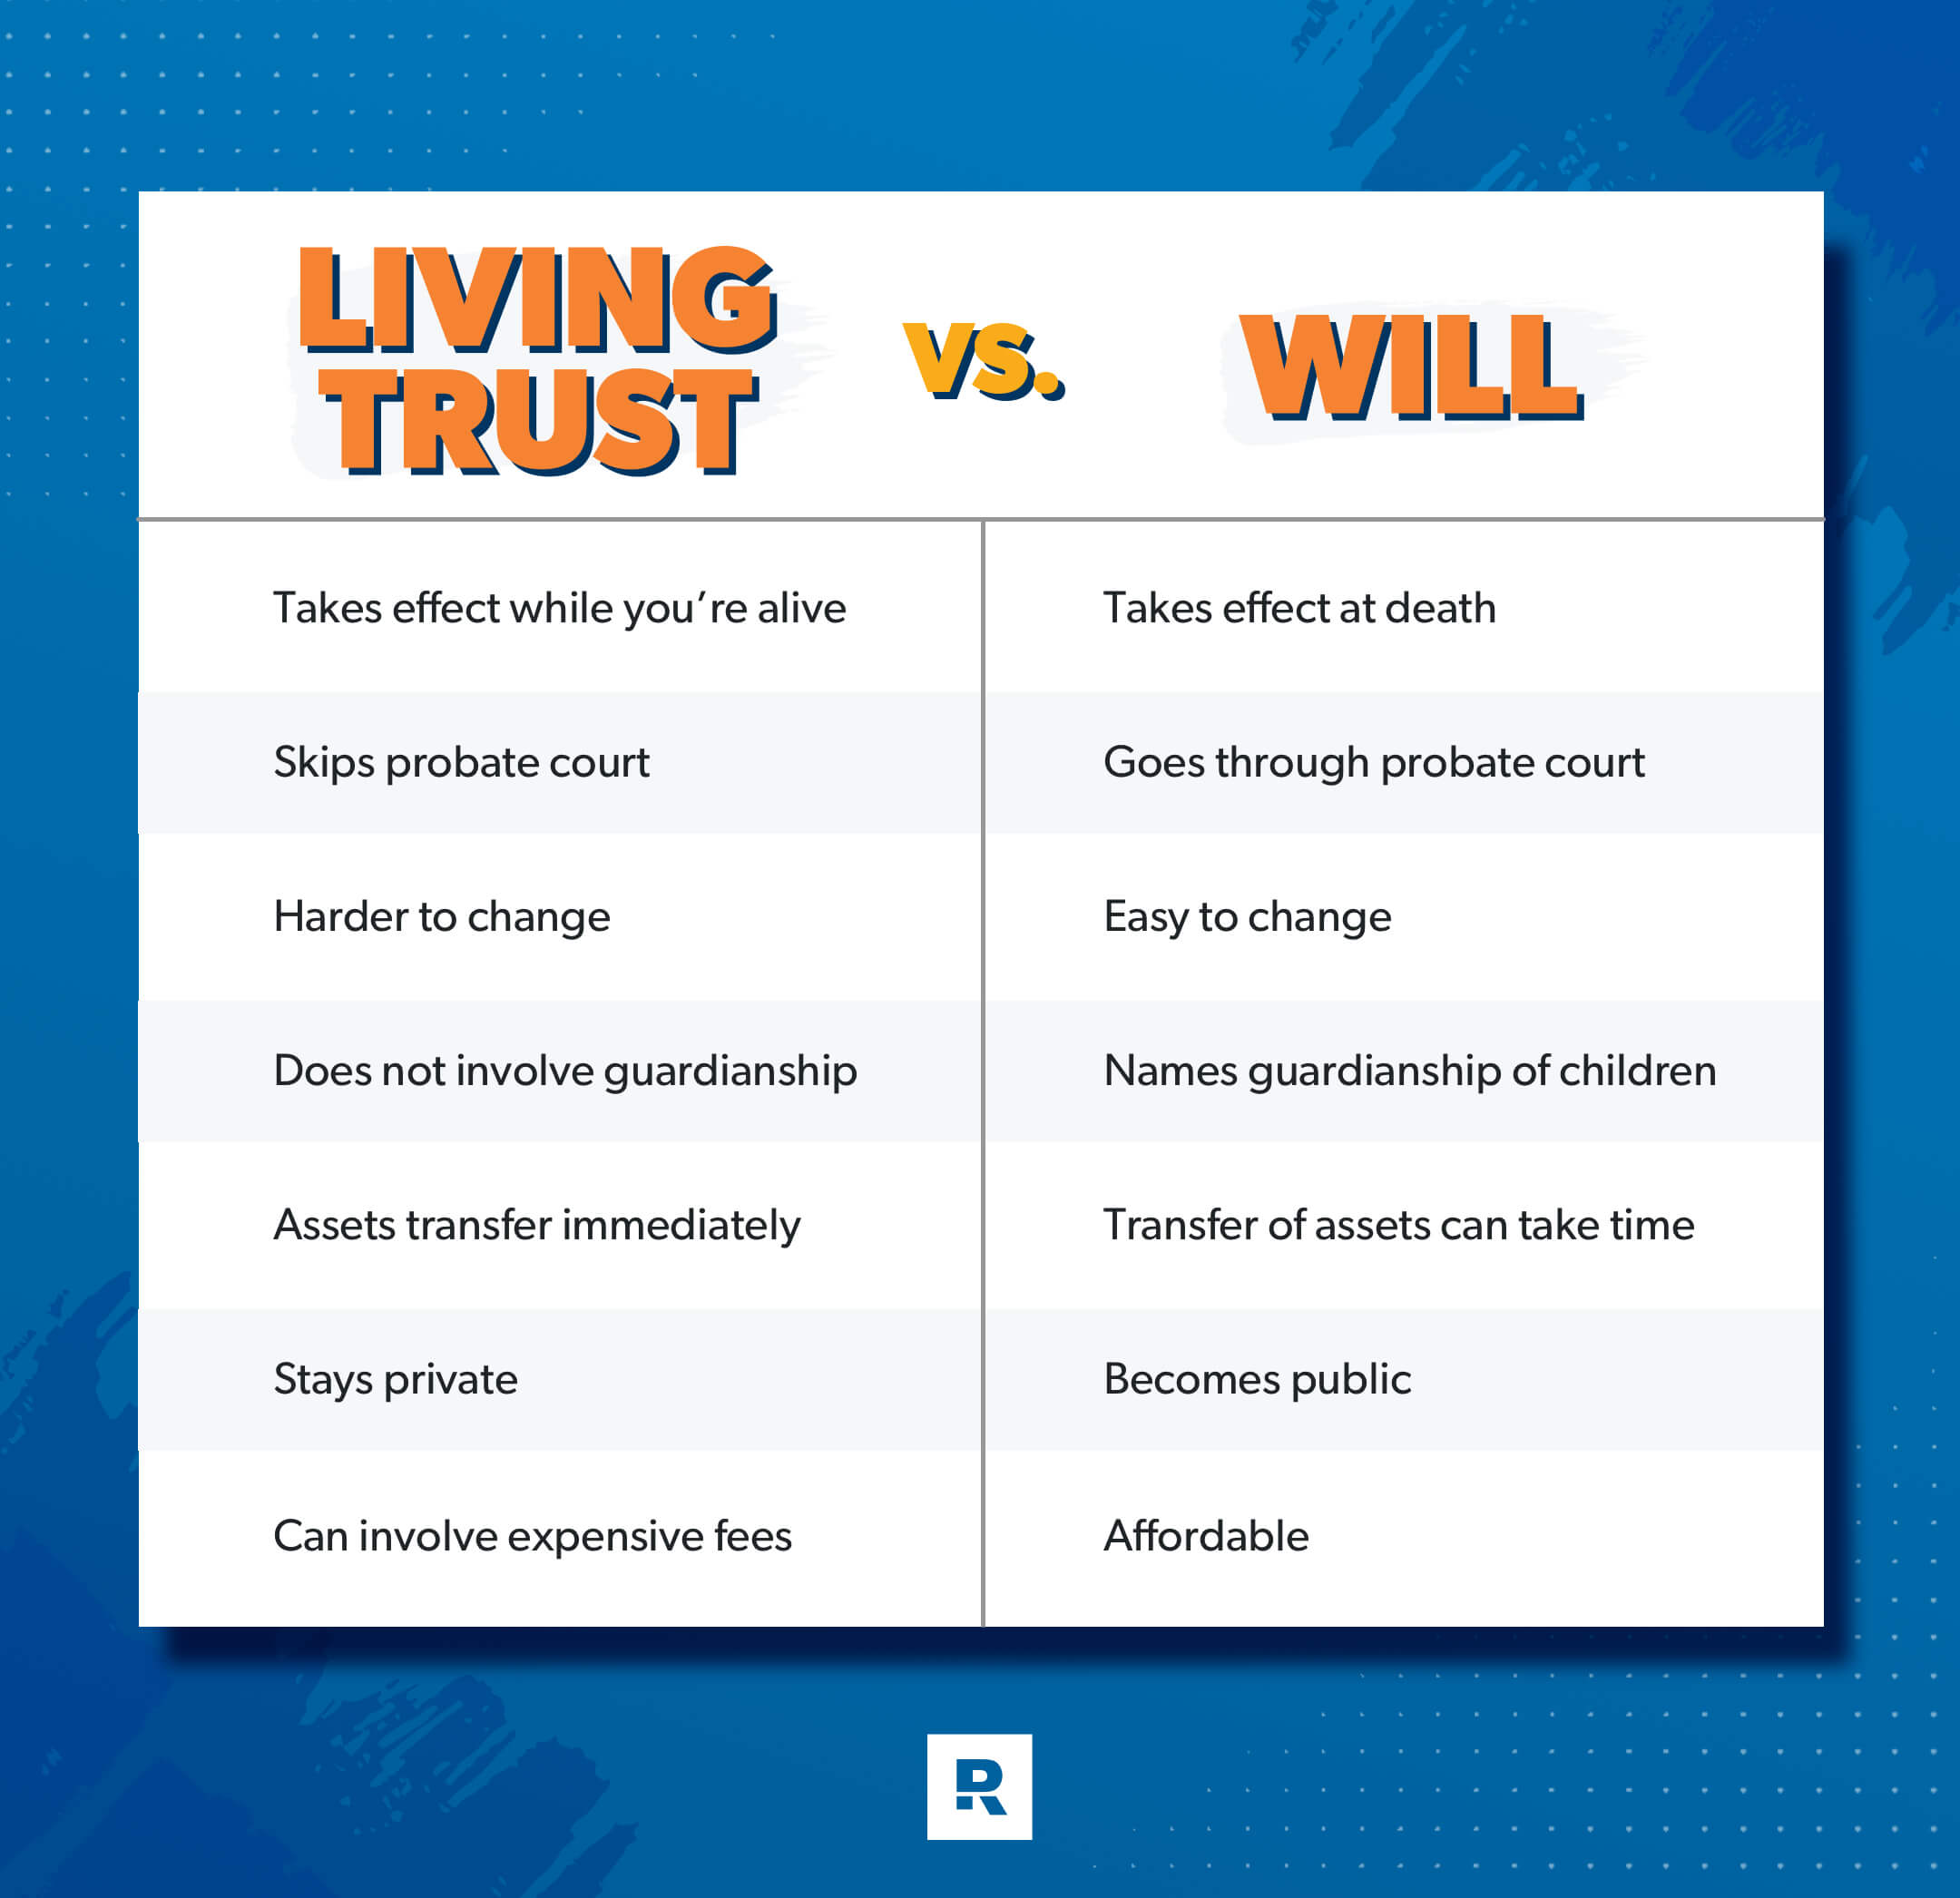 LIVING
TRUST
VS.
WILL
Takes effect while you’re alive
Takes effect at death
Skips probate court
Goes through probate court
Harder to change
Easy to change
Does not involve guardianship
Names guardianship of children
Assets transfer immediately
Transfer of assets can take time
Stays private
Becomes public
Can involve expensive fees
Affordable
R